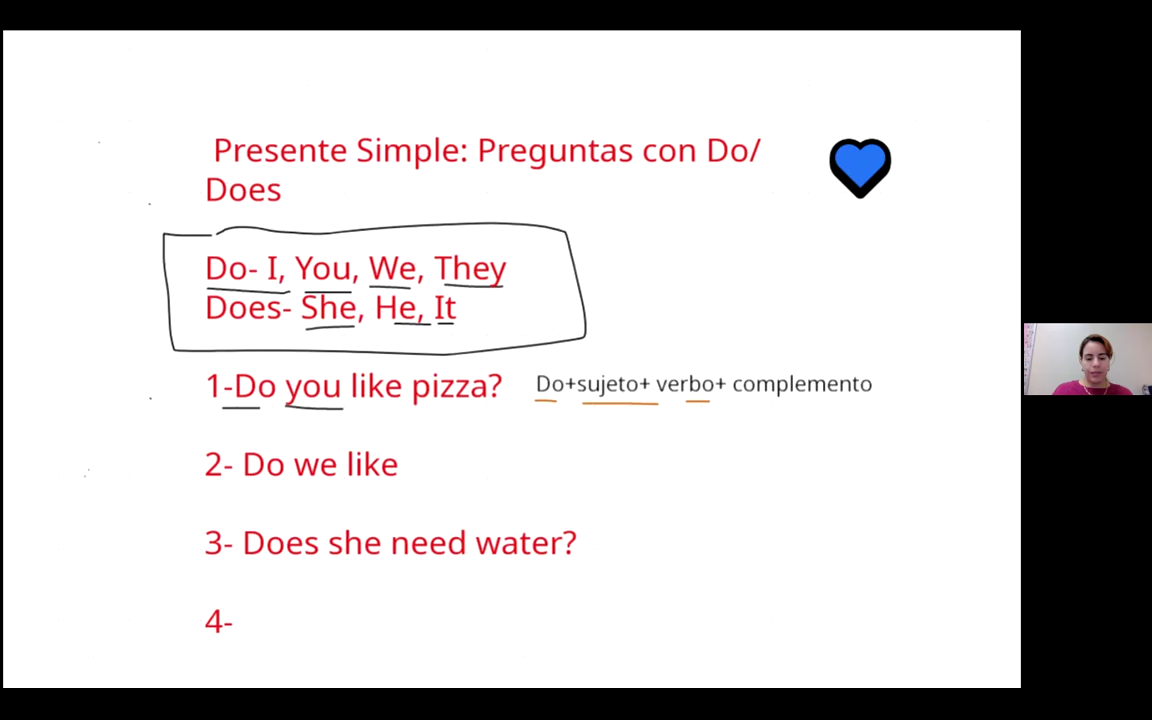 Presente Simple: Preguntas con Do/
Does
Do- I, You, We, They
Does- She, He, It
1-Do you like pizza?
Do+sujeto+ verbo+ complemento
2- Do we like
3- Does she need water?
4-